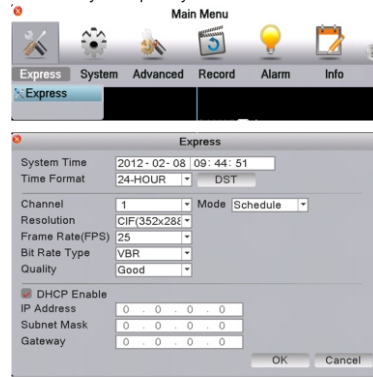 Main Menu
Express System Advanced Record Alarm Info
Express
Express
System Time 2012-02-08 09:44:51
Time Format 24-HOUR DST
Channel 1 Mode Schedule
Resolution CIF(352x288
Frame Rate(FPS) 25
Bit Rate Type VBR
Quality Good
DHCP Enable
IP Address 0 . 0 . 0 . 0
Subnet Mask 0 . 0 . 0 . 0
Gateway 0 . 0 . 0 . 0
OK Cancel